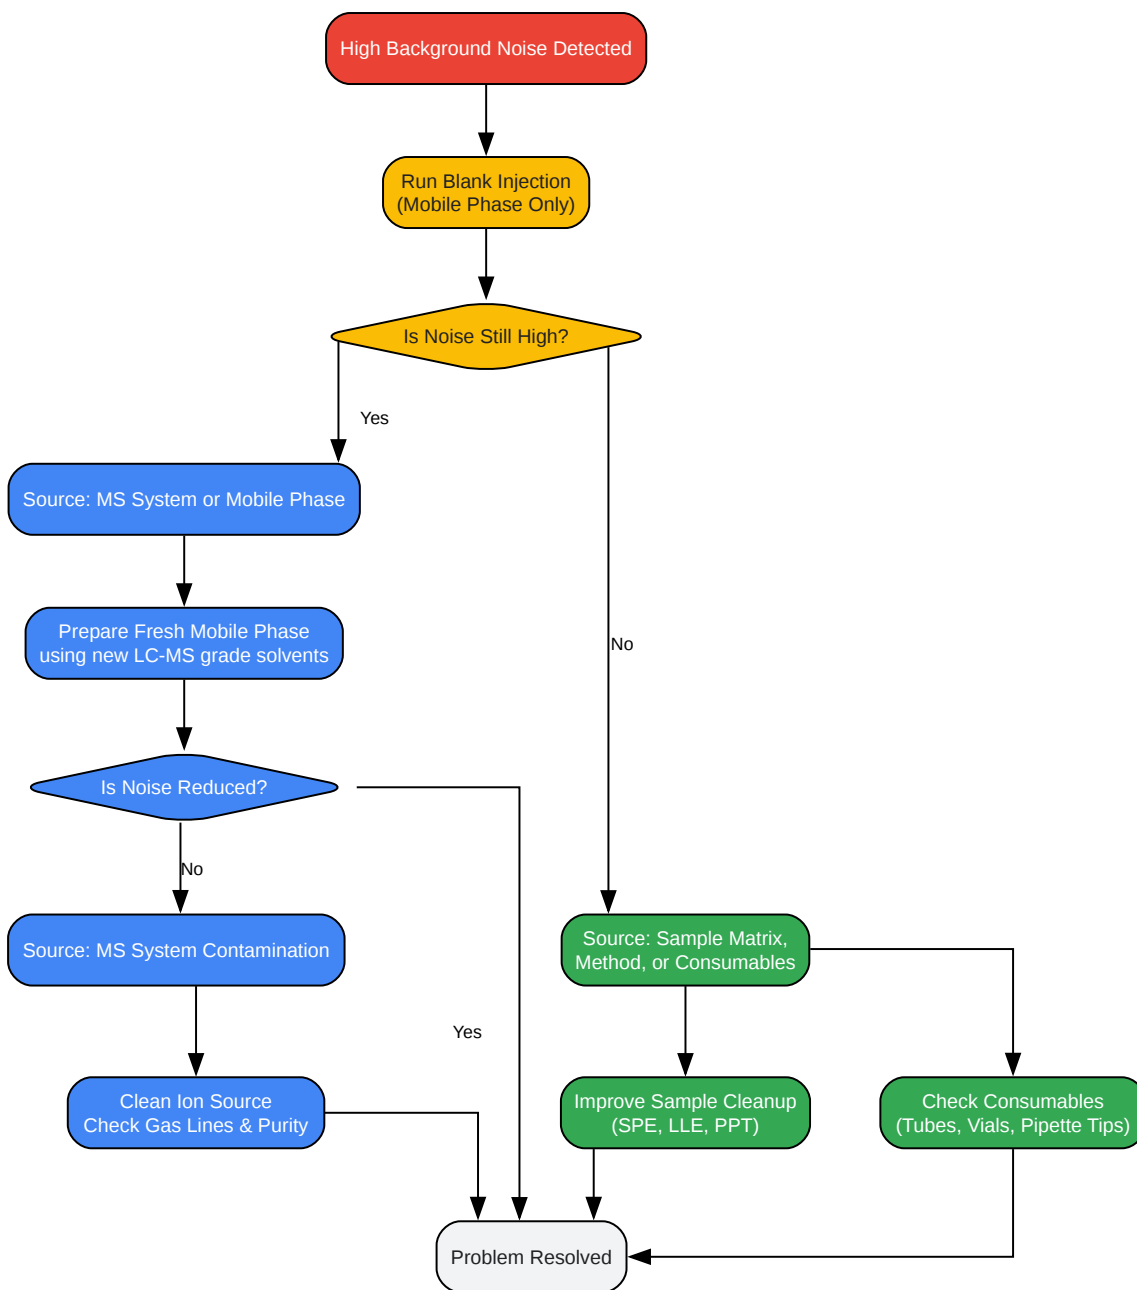 High Background Noise Detected
Run Blank Injection
(Mobile Phase Only)
Is Noise Still High?
Yes
Source: MS System or Mobile Phase
Prepare Fresh Mobile Phase
using new LC-MS grade solvents
No
Is Noise Reduced?
No
Source: MS System Contamination
Source: Sample Matrix,
Method, or Consumables
Yes
Clean Ion Source
Check Gas Lines & Purity
Improve Sample Cleanup
(SPE, LLE, PPT)
Check Consumables
(Tubes, Vials, Pipette Tips)
Problem Resolved